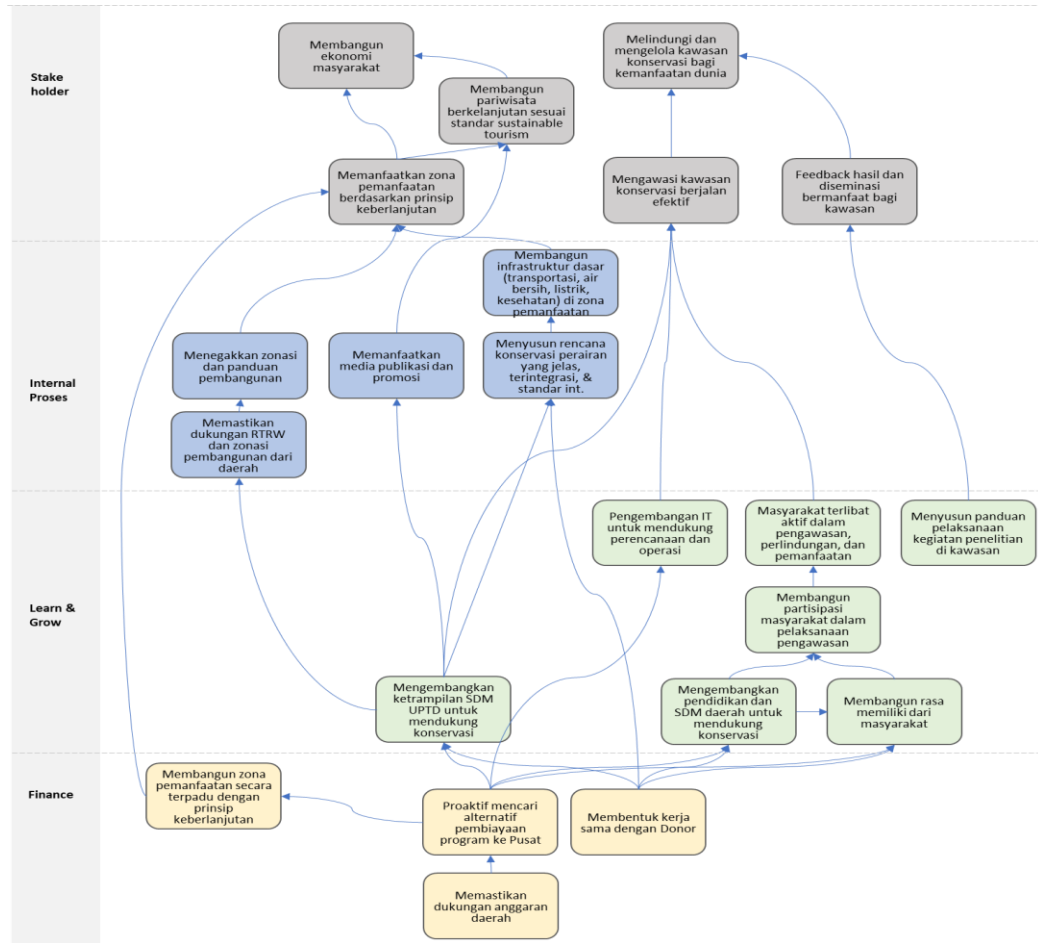 Stake
holder
Membangun
ekonomi
masyarakat
Melindungi dan
mengelola kawasan
konservasi bagi
kemanfaatan dunia
Membangun
pariwisata
berkelanjutan sesuai
standar sustainable
tourism
Memanfaatkan zona
pemanfaatan
berdasarkan prinsip
keberlanjutan
Mengawasi kawasan
konservasi berjalan
efektif
Feedback hasil dan
diseminasi
bermanfaat bagi
kawasan
Internal
Proses
Membangun
infrastruktur dasar
(transportasi, air
bersih, listrik,
kesehatan) di zona
pemanfaatan
Menegakkan zonasi
dan panduan
pembangunan
Memanfaatkan
media publikasi dan
promosi
Menyusun rencana
konservasi perairan
yang jelas,
terintegrasi, &
standar int.
Memastikan
dukungan RTRW
dan zonasi
pembangunan dari
daerah
Learn &
Grow
Pengembangan IT
untuk mendukung
perencanaan dan
operasi
Masyarakat terlibat
aktif dalam
pengawasan,
perlindungan, dan
pemanfaatan
Menyusun panduan
pelaksanaan
kegiatan penelitian
di kawasan
Membangun
partisipasi
masyarakat dalam
pelaksanaan
pengawasan
Mengembangkan
ketrampilan SDM
UPTD untuk
mendukung
konservasi
Mengembangkan
pendidikan dan
SDM daerah untuk
mendukung
konservasi
Membangun rasa
memiliki dari
masyarakat
Finance
Membangun zona
pemanfaatan secara
terpadu dengan
prinsip
keberlanjutan
Proaktif mencari
alternatif
pembiayaan
program ke Pusat
Membentuk kerja
sama dengan Donor
Memastikan
dukungan anggaran
daerah